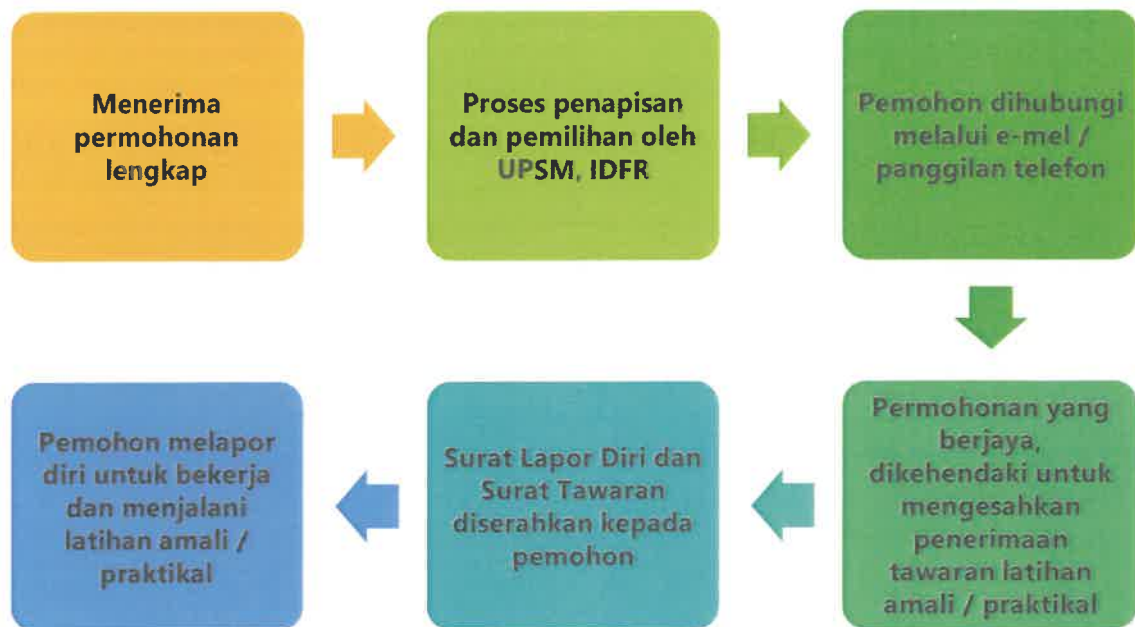 Menerima
permohonan
lengkap
Proses penapisan
dan pemilihan oleh
UPSM, IDFR
Pemohon dihubungi
melalui e-mel /
panggilan telefon
Permohonan yang
berjaya,
dikehendaki untuk
mengesahkan
penerimaan
tawaran latihan
amali / praktikal
Surat Lapor Diri dan
Surat Tawaran
diserahkan kepada
pemohon
Pemohon melapor
diri untuk bekerja
dan menjalani
latihan amali /
praktikal